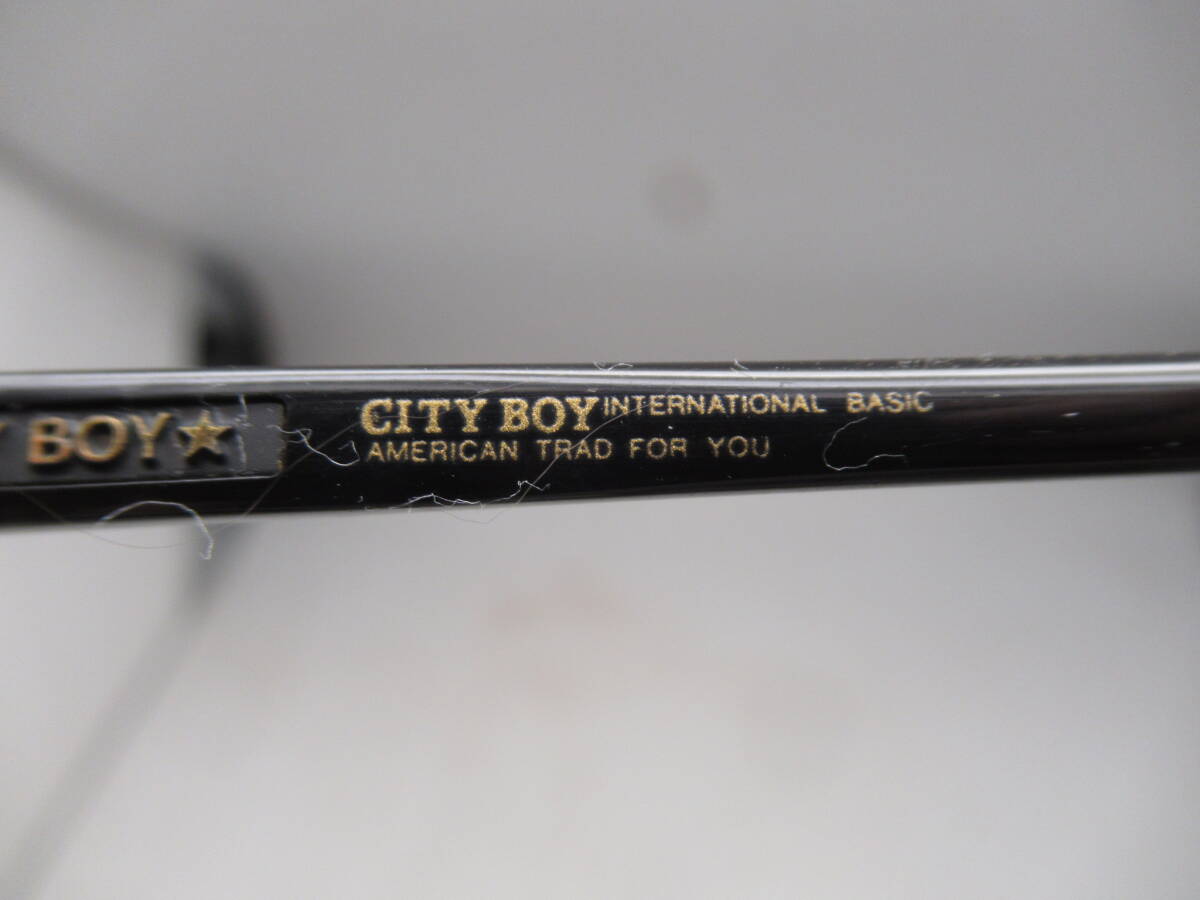 BOY★
CITY BOY INTERNATIONAL BASIC
AMERICAN TRAD FOR YOU